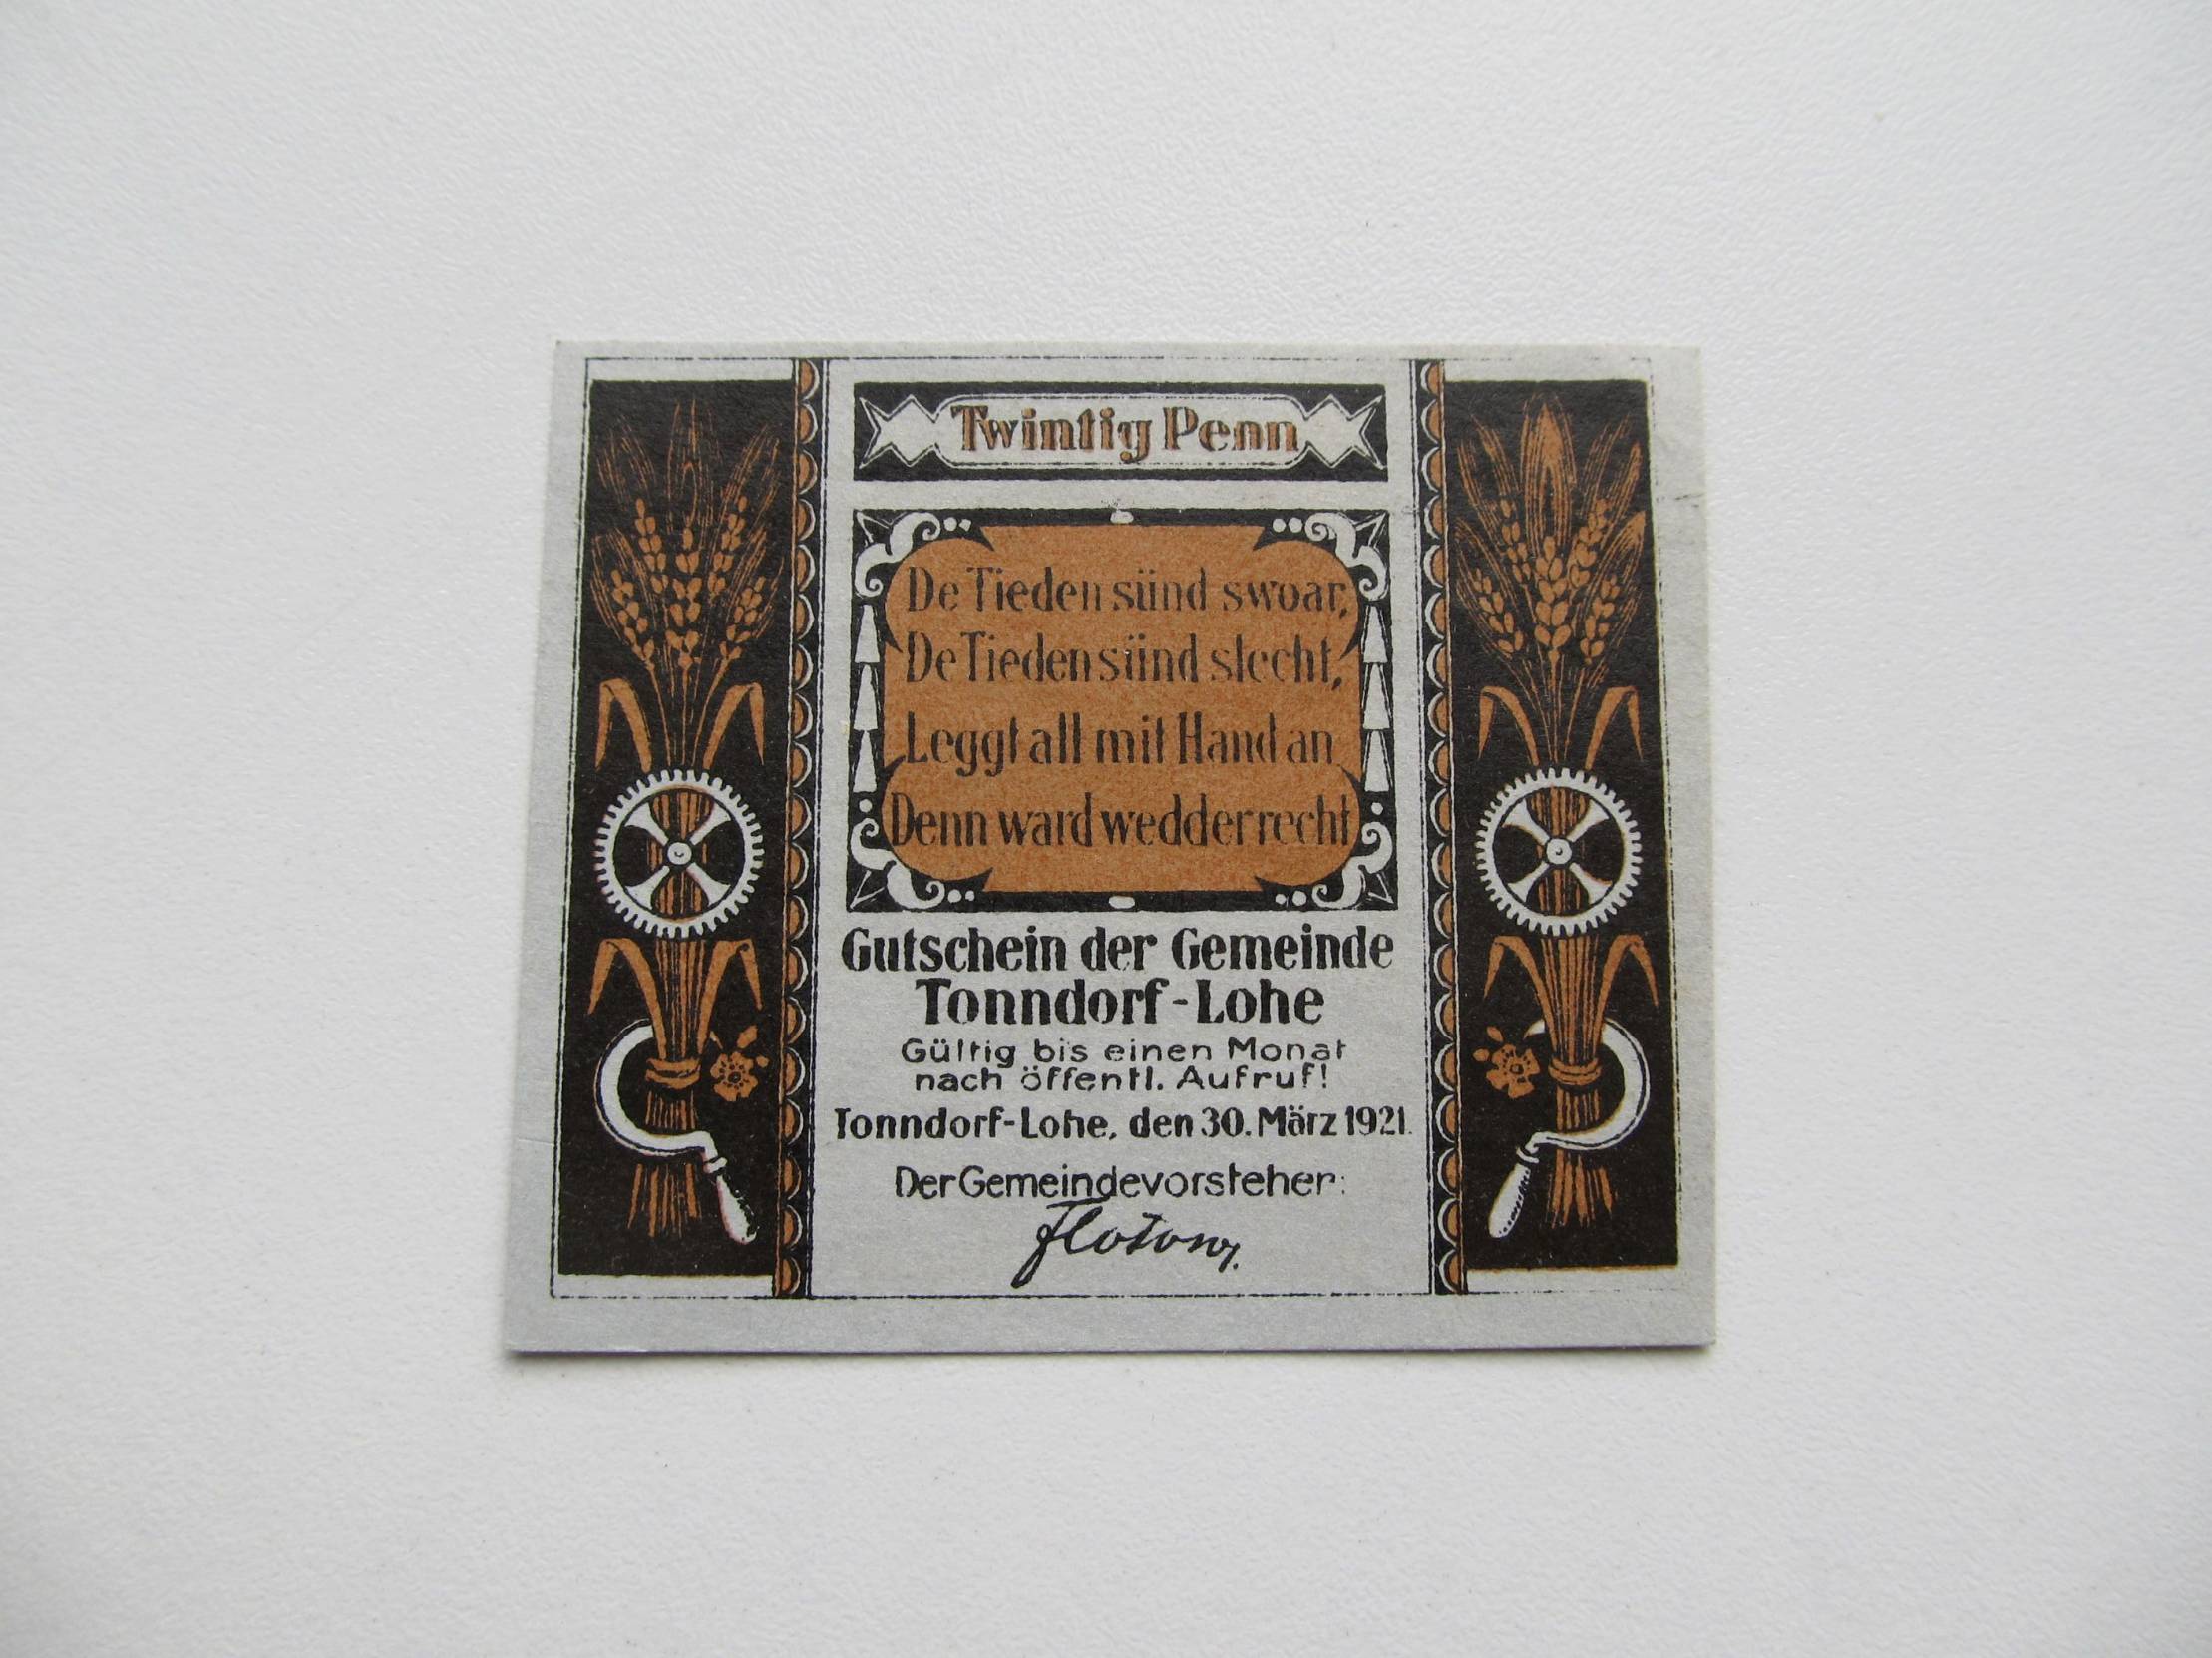 Twintig Penn
De Tieden sünd swoar,
De Tieden sünd slecht,
Leggt all mit Hand an
Denn ward wedder recht
Gutschein der Gemeinde
Tonndorf-Lohe
Gültig bis einen Monat
nach öffentl. Aufruf!
Tonndorf-Lohe, den 30. März 1921.
Der Gemeindevorsteher: